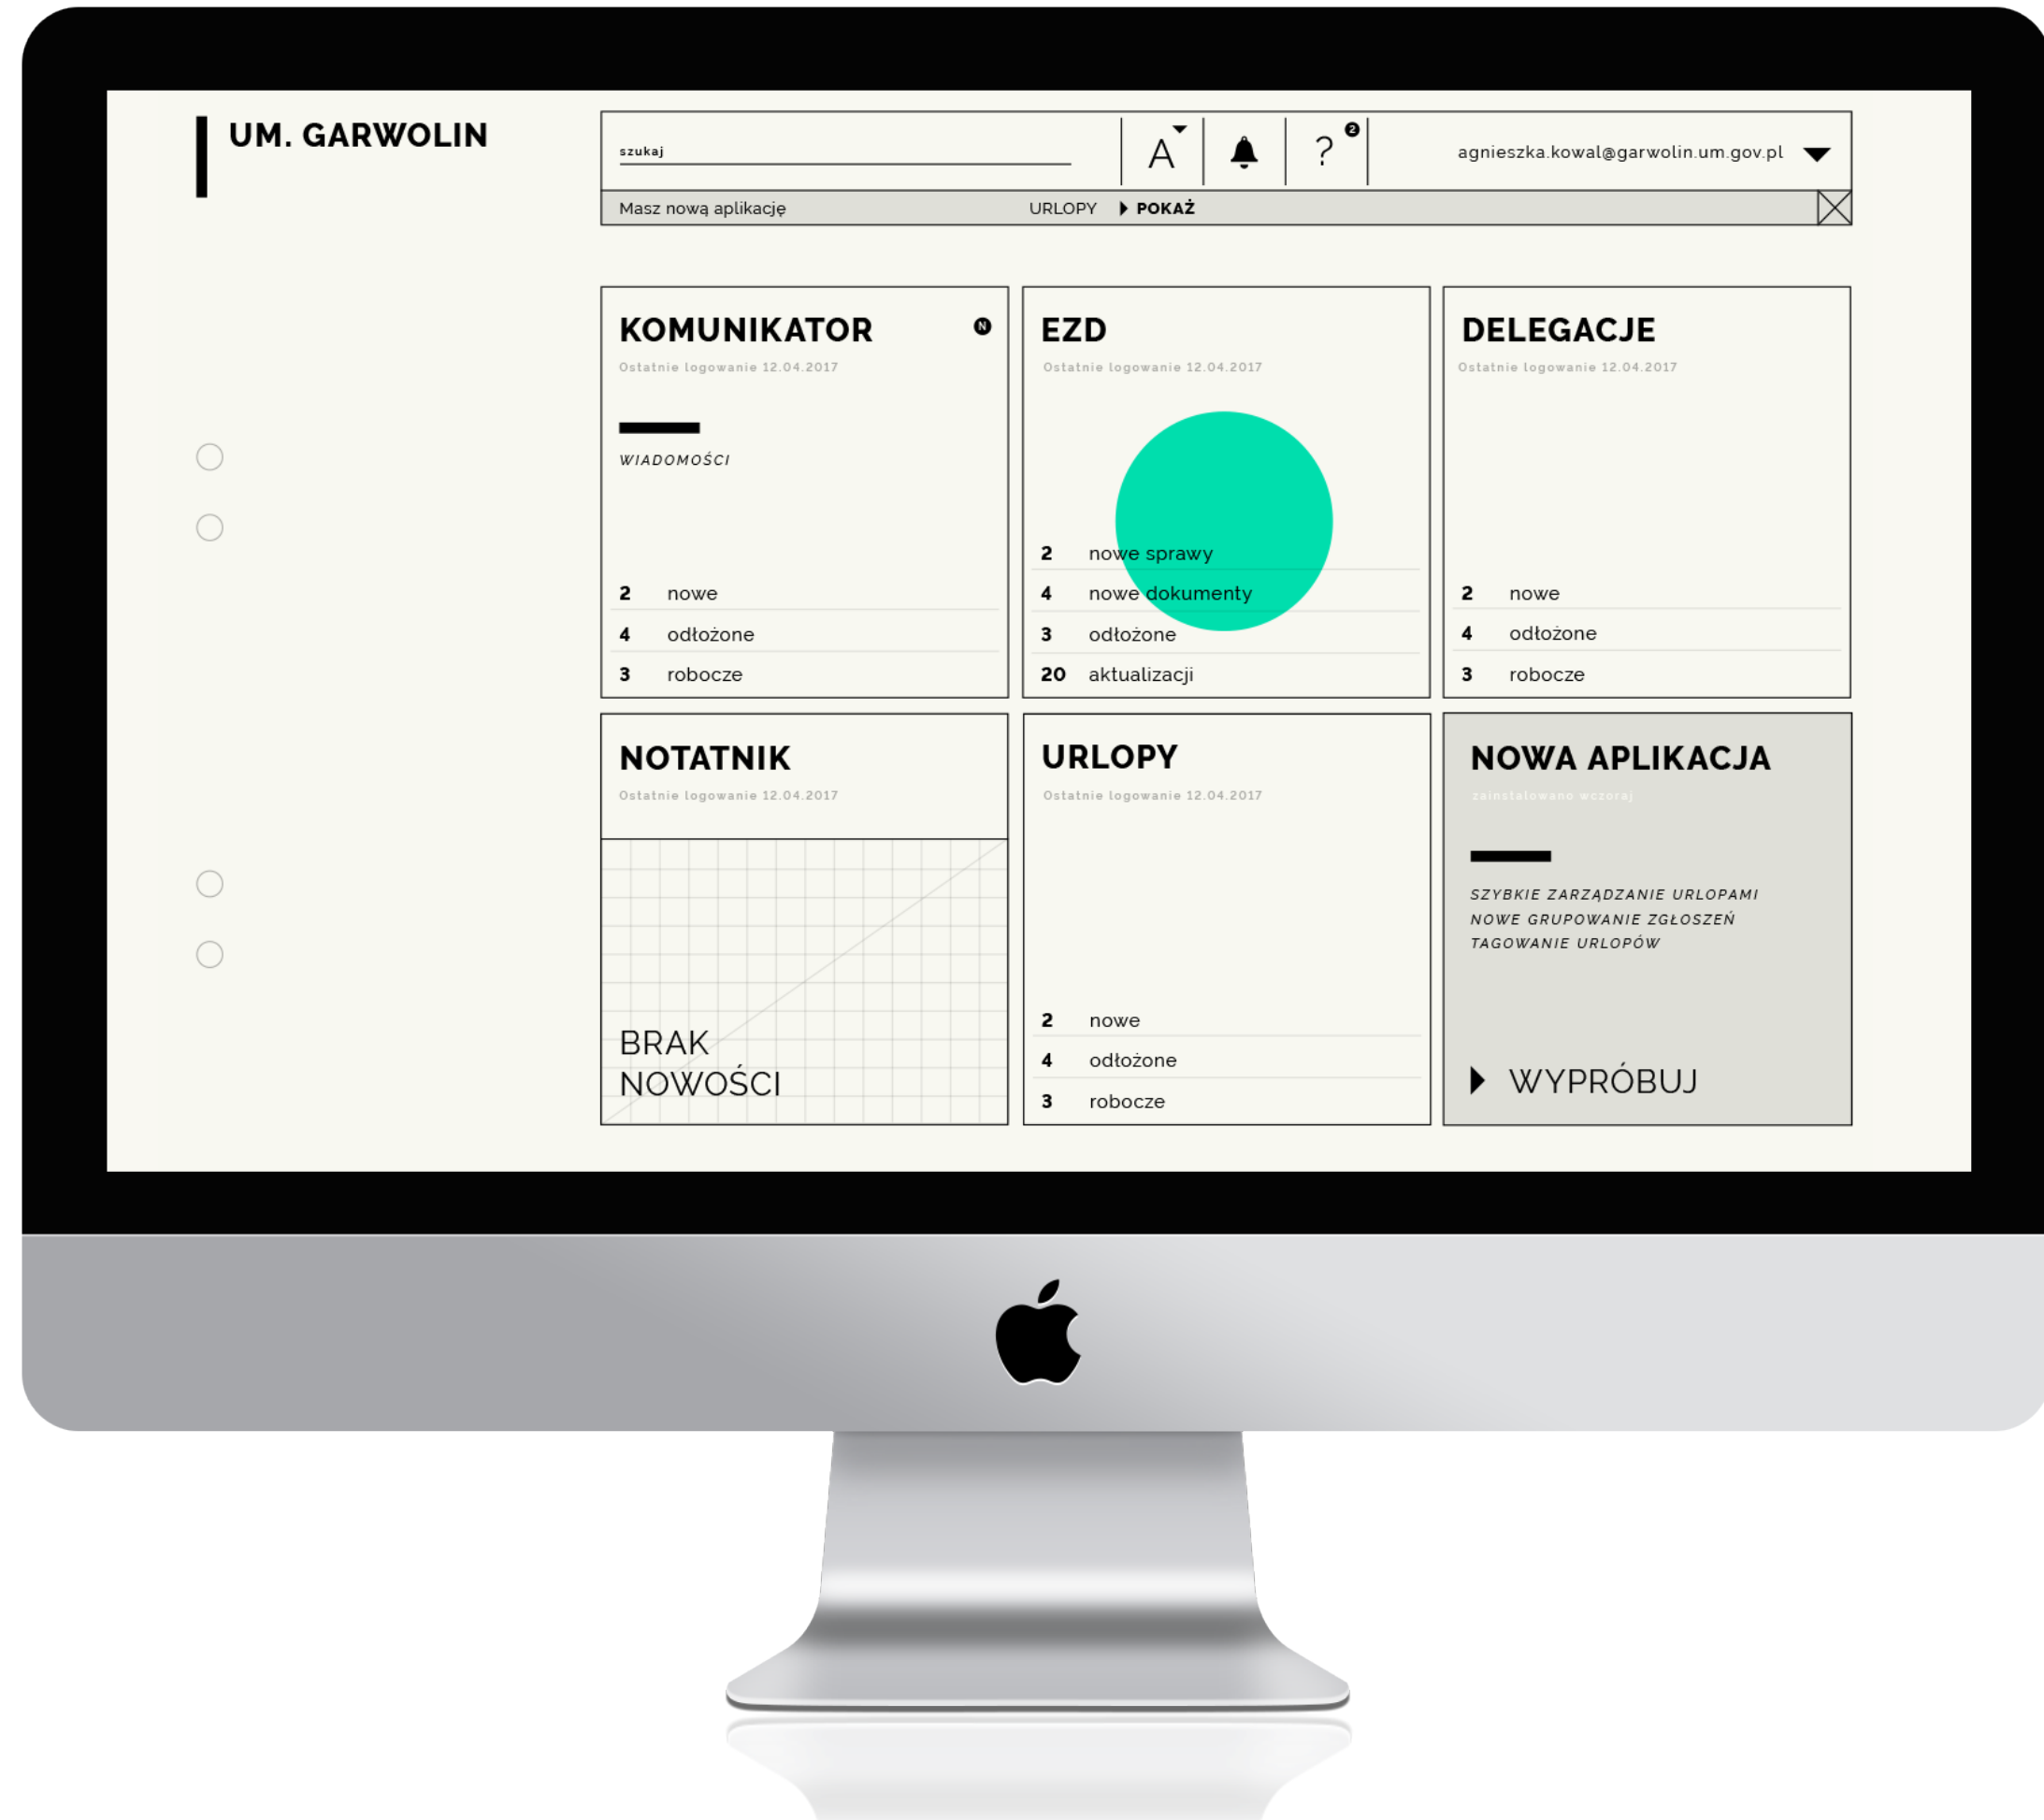 UM. GARWOLIN
szukaj
A
?
2
agnieszka.kowal@garwolin.um.gov.pl
Masz nową aplikację URLOPY POKAŻ
KOMUNIKATOR
N
Ostatnie logowanie 12.04.2017
WIADOMOŚCI
2 nowe
4 odłożone
3 robocze
EZD
Ostatnie logowanie 12.04.2017
2 nowe sprawy
4 nowe dokumenty
3 odłożone
20 aktualizacji
DELEGACJE
Ostatnie logowanie 12.04.2017
2 nowe
4 odłożone
3 robocze
NOTATNIK
Ostatnie logowanie 12.04.2017
BRAK
NOWOŚCI
URLOPY
Ostatnie logowanie 12.04.2017
2 nowe
4 odłożone
3 robocze
NOWA APLIKACJA
zainstalowano wczoraj
SZYBKIE ZARZĄDZANIE URLOPAMI
NOWE GRUPOWANIE ZGŁOSZEŃ
TAGOWANIE URLOPÓW
WYPRÓBUJ